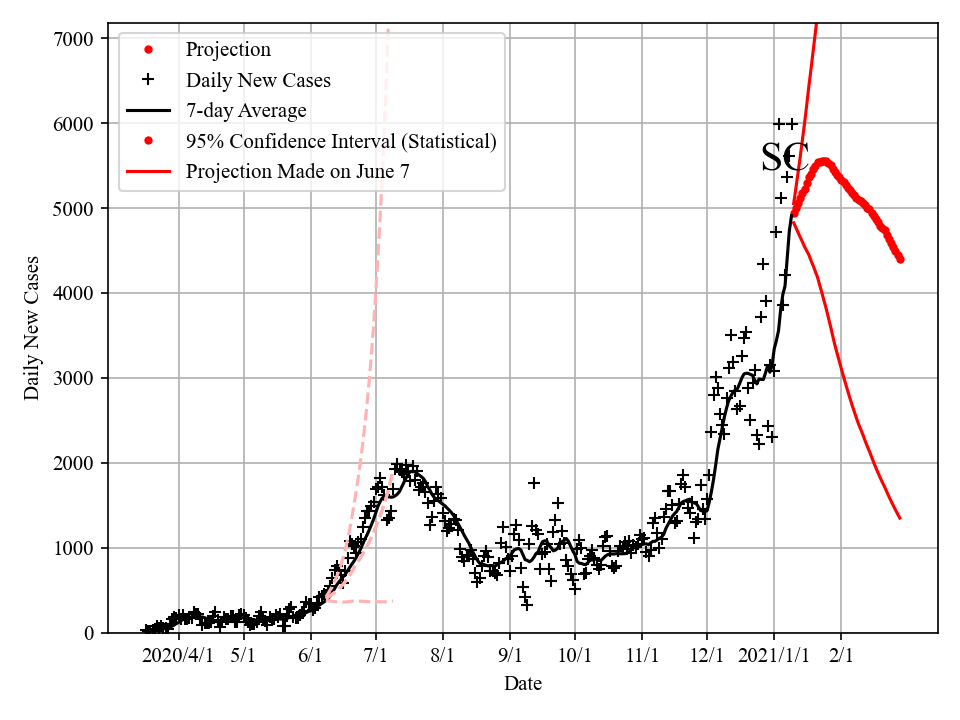 7000
6000
5000
4000
3000
2000
1000
0
Daily New Cases
Projection
Daily New Cases
7-day Average
95% Confidence Interval (Statistical)
Projection Made on June 7
SC
2020/4/1 5/1 6/1 7/1 8/1 9/1 10/1 11/1 12/1 2021/1/1 2/1
Date